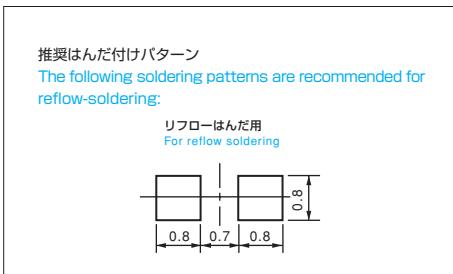 推奨はんだ付けパターン
The following soldering patterns are recommended for
reflow-soldering:
リフローはんだ用
For reflow soldering
0.8
0.8 0.7 0.8